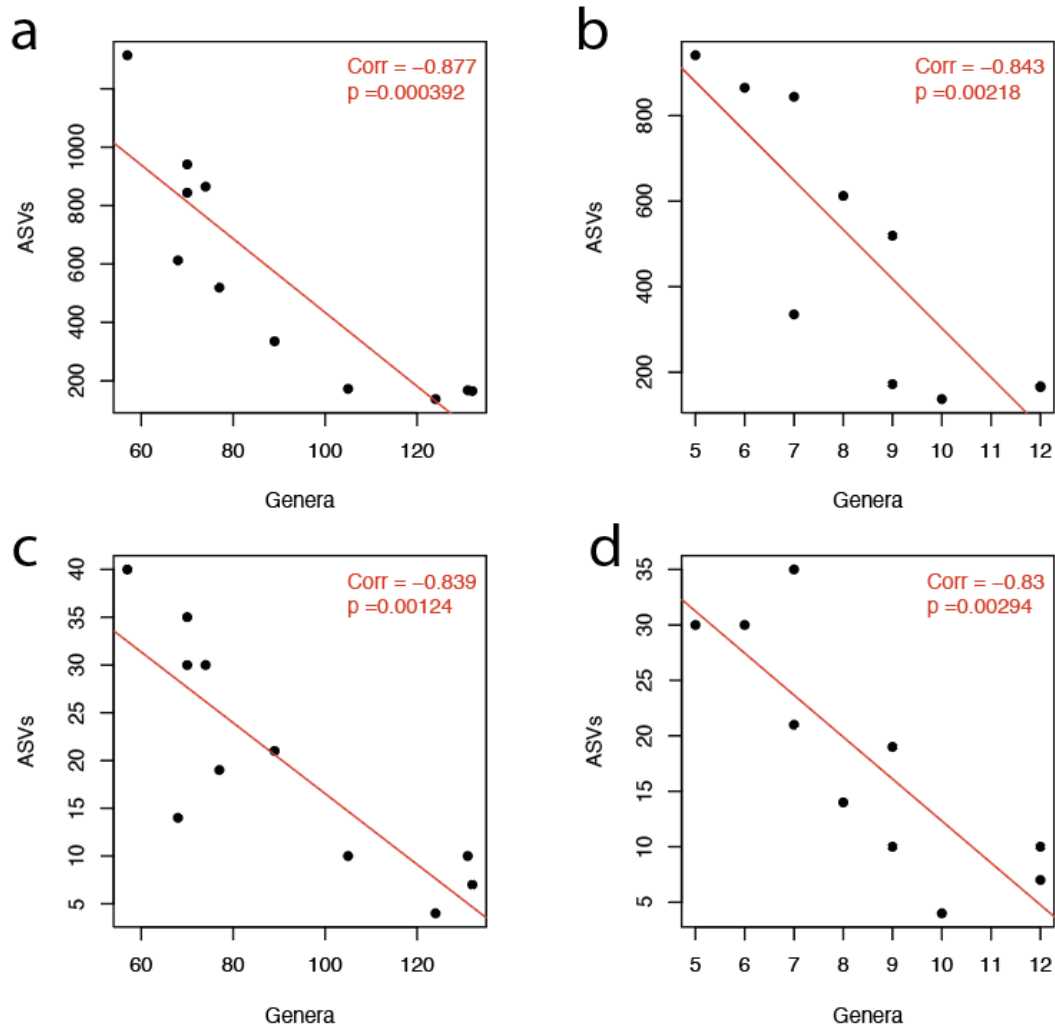 a
Corr = −0.877
p =0.000392
ASVs
200
400
600
800
1000
60
80
100
120
Genera
b
Corr = −0.843
p =0.00218
ASVs
200
400
600
800
5
6
7
8
9
10
11
12
Genera
c
Corr = −0.839
p =0.00124
ASVs
5
10
15
20
25
30
35
40
60
80
100
120
Genera
d
Corr = −0.83
p =0.00294
ASVs
5
10
15
20
25
30
35
5
6
7
8
9
10
11
12
Genera